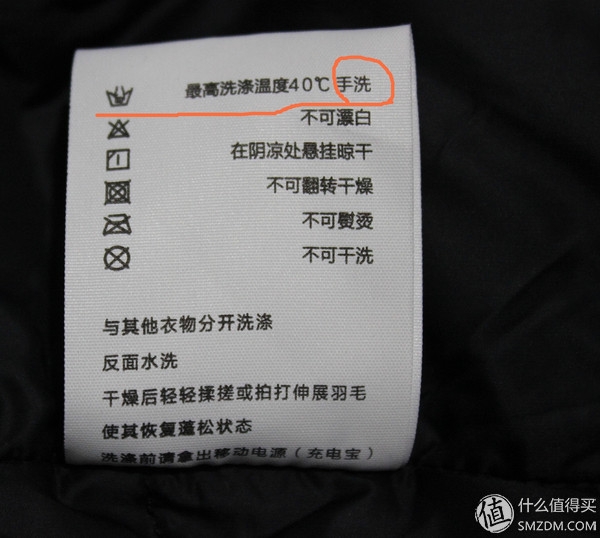 最高洗涤温度40℃ 手洗
不可漂白
在阴凉处悬挂晾干
不可翻转干燥
不可熨烫
不可干洗
与其他衣物分开洗涤
反面水洗
干燥后轻轻揉搓或拍打伸展羽毛
使其恢复蓬松状态
洗涤前请拿出移动电源（充电宝）
值 什么值得买
SMZDM.COM